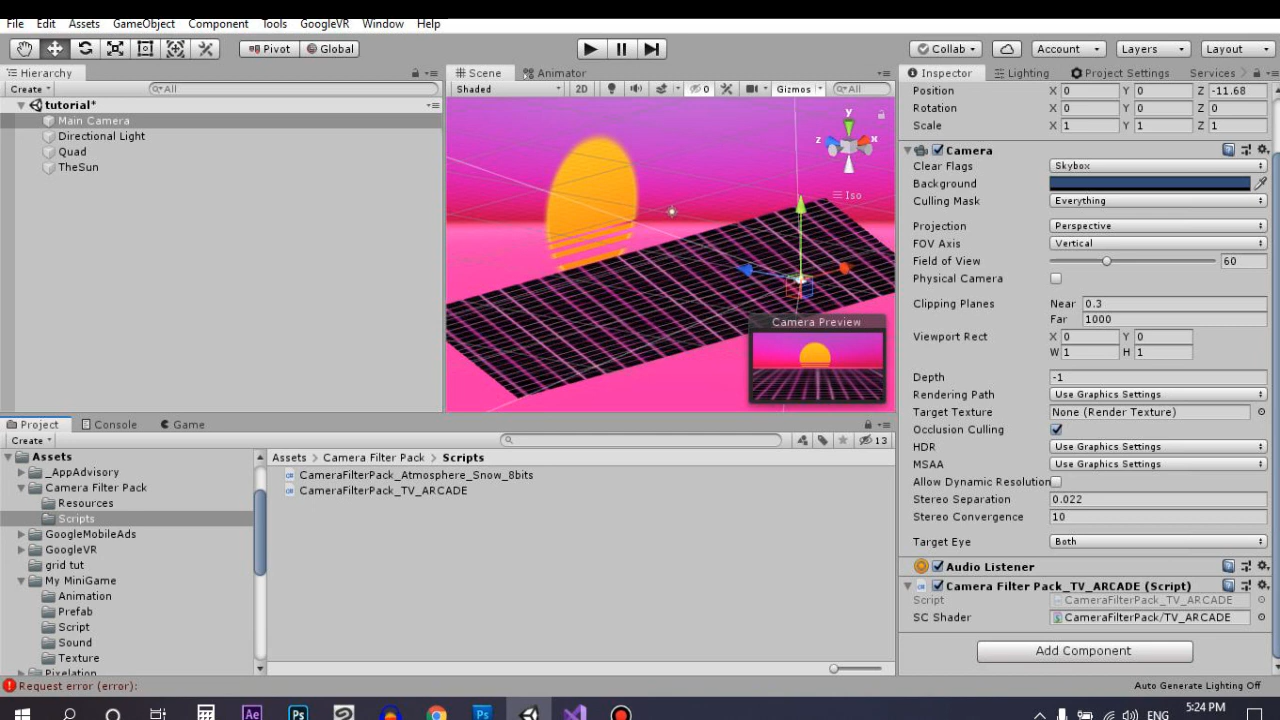 File Edit Assets GameObject Component Tools GoogleVR Window Help
Pivot Global Collab Account Layers Layout
Hierarchy
Create All
tutorial*
Main Camera
Directional Light
Quad
TheSun
Scene Animator
Shaded 2D 0 Gizmos All
y
z x
Iso
Camera Preview
Inspector Lighting Project Settings Services
Position X 0 Y 0 Z -11.68
Rotation X 0 Y 0 Z 0
Scale X 1 Y 1 Z 1
Camera
Clear Flags Skybox
Background
Culling Mask Everything
Projection Perspective
FOV Axis Vertical
Field of View 60
Physical Camera
Clipping Planes Near 0.3
Far 1000
Viewport Rect X 0 Y 0
W 1 H 1
Depth -1
Rendering Path Use Graphics Settings
Target Texture None (Render Texture)
Occlusion Culling
HDR Use Graphics Settings
MSAA Use Graphics Settings
Allow Dynamic Resolution
Stereo Separation 0.022
Stereo Convergence 10
Target Eye Both
Audio Listener
Camera Filter Pack_TV_ARCADE (Script)
Script CameraFilterPack_TV_ARCADE
SC Shader CameraFilterPack/TV_ARCADE
Add Component
Auto Generate Lighting Off
Project Console Game
Create 13
Assets
_AppAdvisory
Camera Filter Pack
Resources
Scripts
GoogleMobileAds
GoogleVR
grid tut
My MiniGame
Animation
Prefab
Script
Sound
Texture
Pixelation
Assets > Camera Filter Pack > Scripts
CameraFilterPack_Atmosphere_Snow_8bits
CameraFilterPack_TV_ARCADE
Request error (error):
Ae Ps Ps ENG 5:24 PM